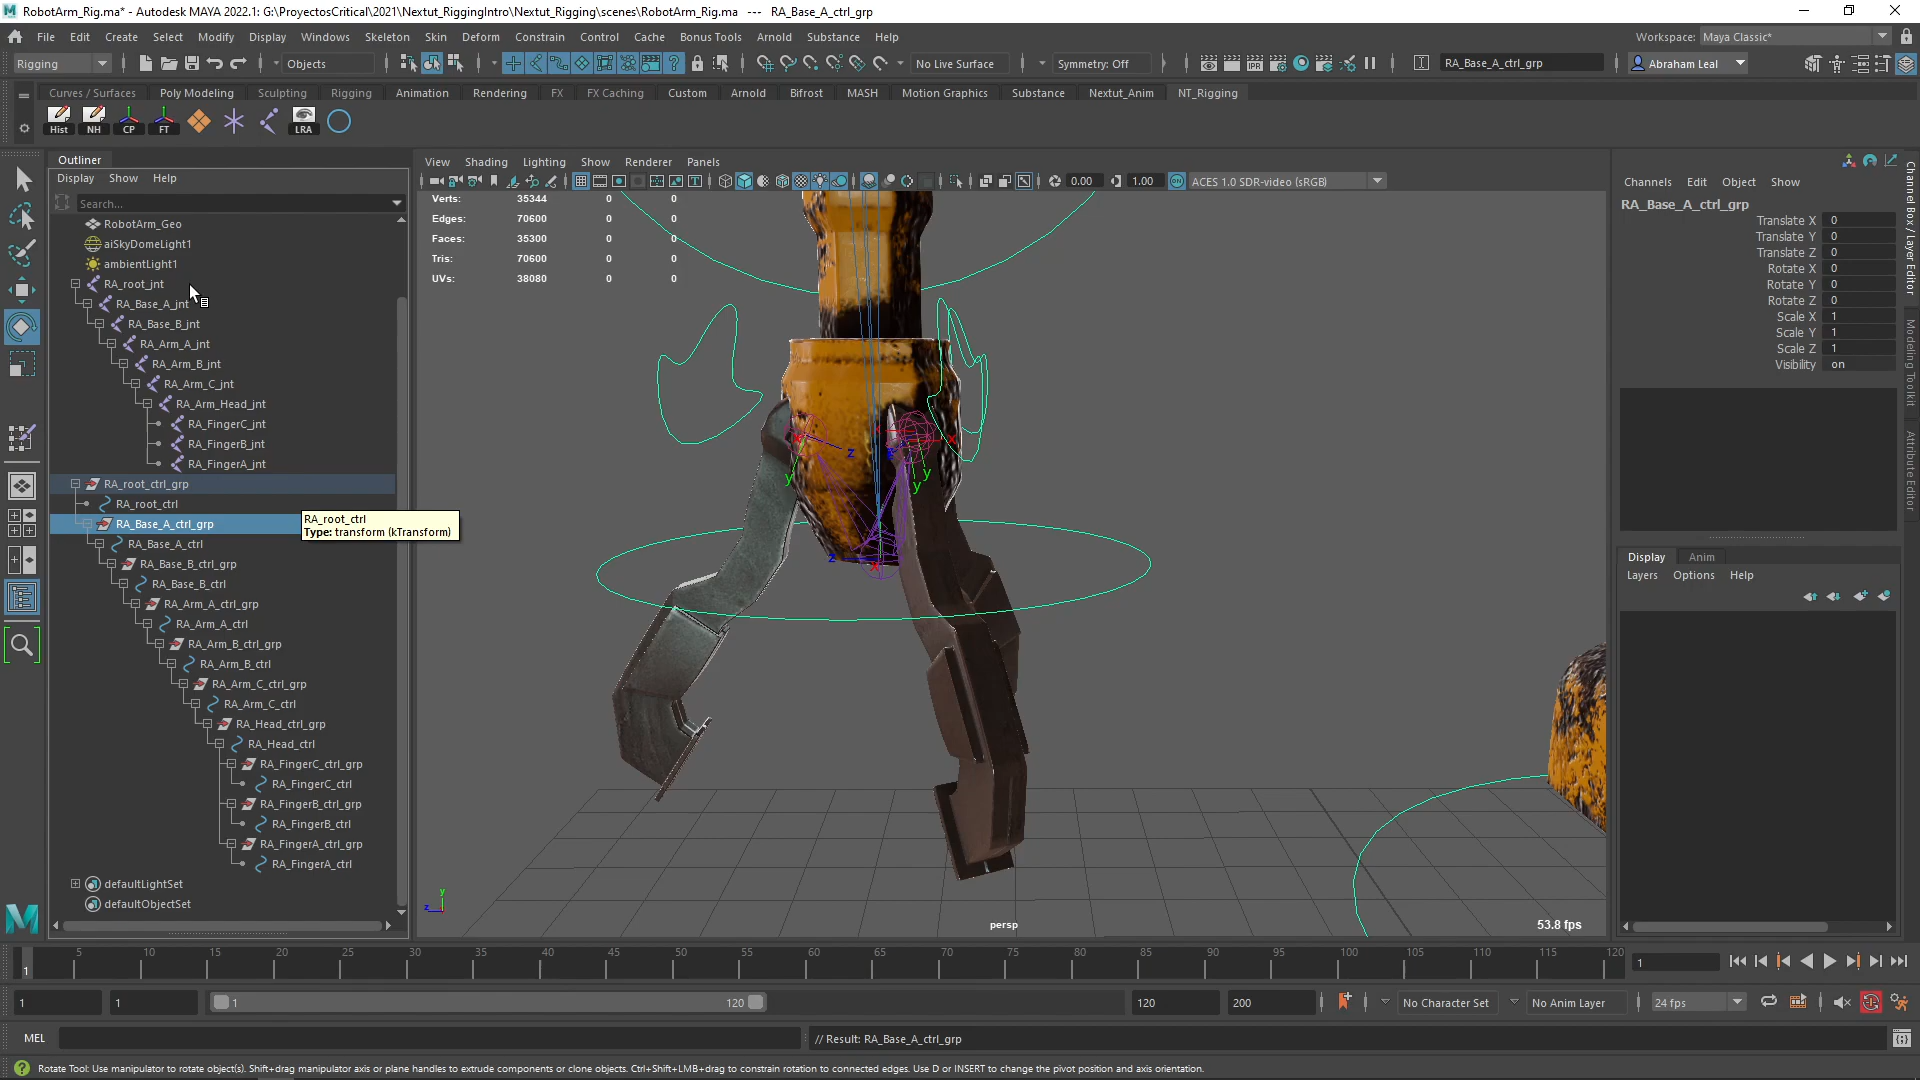 RobotArm_Rig.ma* - Autodesk MAYA 2022.1: G:\ProyectosCritical\2021\Nextut_RiggingIntro\Nextut_Rigging\scenes\RobotArm_Rig.ma --- RA_Base_A_ctrl_grp
File Edit Create Select Modify Display Windows Skeleton Skin Deform Constrain Control Cache Bonus Tools Arnold Substance Help
Workspace: Maya Classic*
Rigging Objects No Live Surface Symmetry: Off RA_Base_A_ctrl_grp Abraham Leal
Curves / Surfaces Poly Modeling Sculpting Rigging Animation Rendering FX FX Caching Custom Arnold Bifrost MASH Motion Graphics Substance Nextut_Anim NT_Rigging
Hist NH CP FT LRA
Outliner
Display Show Help
Search...
RobotArm_Geo
aiSkyDomeLight1
ambientLight1
RA_root_jnt
RA_Base_A_jnt
RA_Base_B_jnt
RA_Arm_A_jnt
RA_Arm_B_jnt
RA_Arm_C_jnt
RA_Arm_Head_jnt
RA_FingerC_jnt
RA_FingerB_jnt
RA_FingerA_jnt
RA_root_ctrl_grp
RA_root_ctrl
RA_Base_A_ctrl_grp
RA_Base_A_ctrl
RA_Base_B_ctrl_grp
RA_Base_B_ctrl
RA_Arm_A_ctrl_grp
RA_Arm_A_ctrl
RA_Arm_B_ctrl_grp
RA_Arm_B_ctrl
RA_Arm_C_ctrl_grp
RA_Arm_C_ctrl
RA_Head_ctrl_grp
RA_Head_ctrl
RA_FingerC_ctrl_grp
RA_FingerC_ctrl
RA_FingerB_ctrl_grp
RA_FingerB_ctrl
RA_FingerA_ctrl_grp
RA_FingerA_ctrl
defaultLightSet
defaultObjectSet
RA_root_ctrl
Type: transform (kTransform)
View Shading Lighting Show Renderer Panels
0.00 1.00 ACES 1.0 SDR-video (sRGB)
Verts: 35344 0 0
Edges: 70600 0 0
Faces: 35300 0 0
Tris: 70600 0 0
UVs: 38080 0 0
persp
53.8 fps
Channels Edit Object Show
RA_Base_A_ctrl_grp
Translate X 0
Translate Y 0
Translate Z 0
Rotate X 0
Rotate Y 0
Rotate Z 0
Scale X 1
Scale Y 1
Scale Z 1
Visibility on
Display Anim
Layers Options Help
Channel Box / Layer Editor
Modeling Toolkit
Attribute Editor
1 5 10 15 20 25 30 35 40 45 50 55 60 65 70 75 80 85 90 95 100 105 110 115 120 1
1 1 1 120 120 200 No Character Set No Anim Layer 24 fps
MEL // Result: RA_Base_A_ctrl_grp
Rotate Tool: Use manipulator to rotate object(s). Shift+drag manipulator axis or plane handles to extrude components or clone objects. Ctrl+Shift+LMB+drag to constrain rotation to connected edges. Use D or INSERT to change the pivot position and axis orientation.